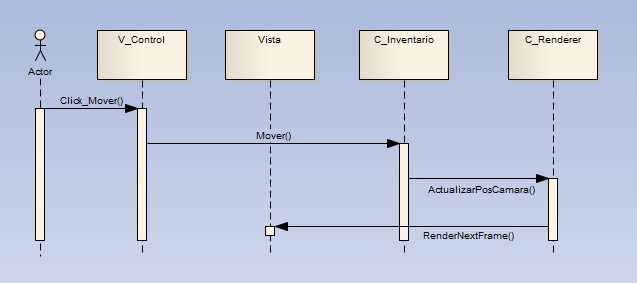 V_Control
Vista
C_Inventario
C_Renderer
Actor
Click_Mover()
Mover()
ActualizarPosCamara()
RenderNextFrame()